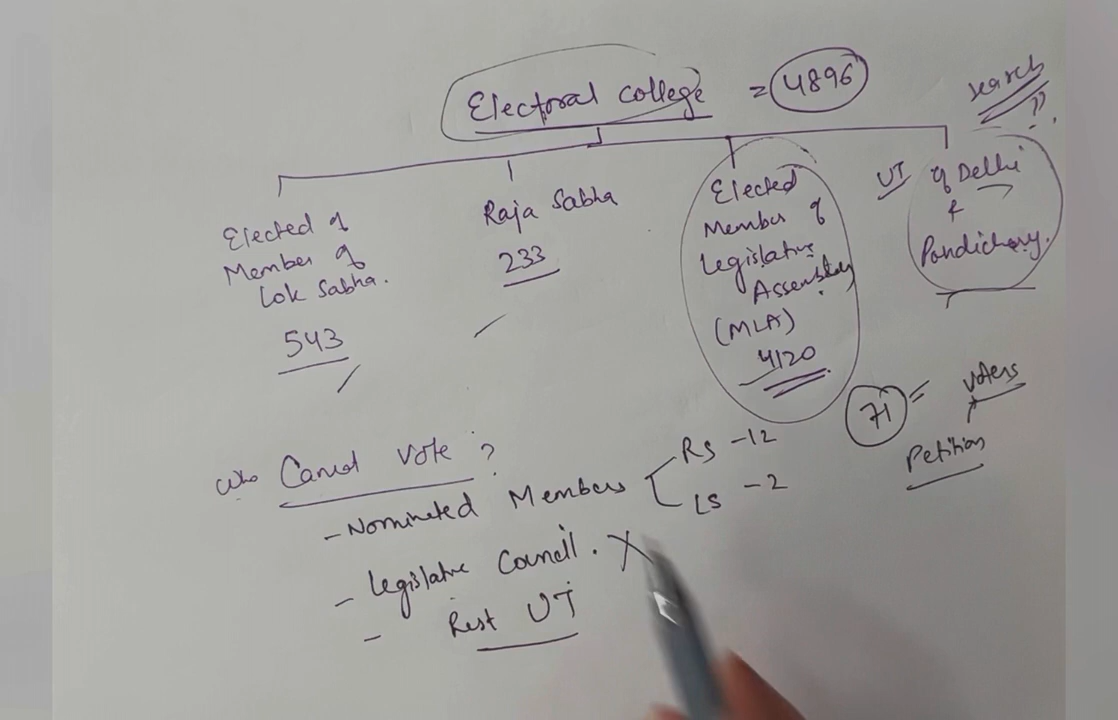 Electoral college = 4896
search
??
Elected of
Member of
Lok Sabha.
543
Raja Sabha
233
Elected
Member of
Legislative
Assembly
(MLA)
4120
UT of Delhi
&
Pondichery.
71 =
voters
Petition
who Cannot vote ?
- Nominated Members
RS - 12
LS - 2
- Legislative Council. X
- Rest UT